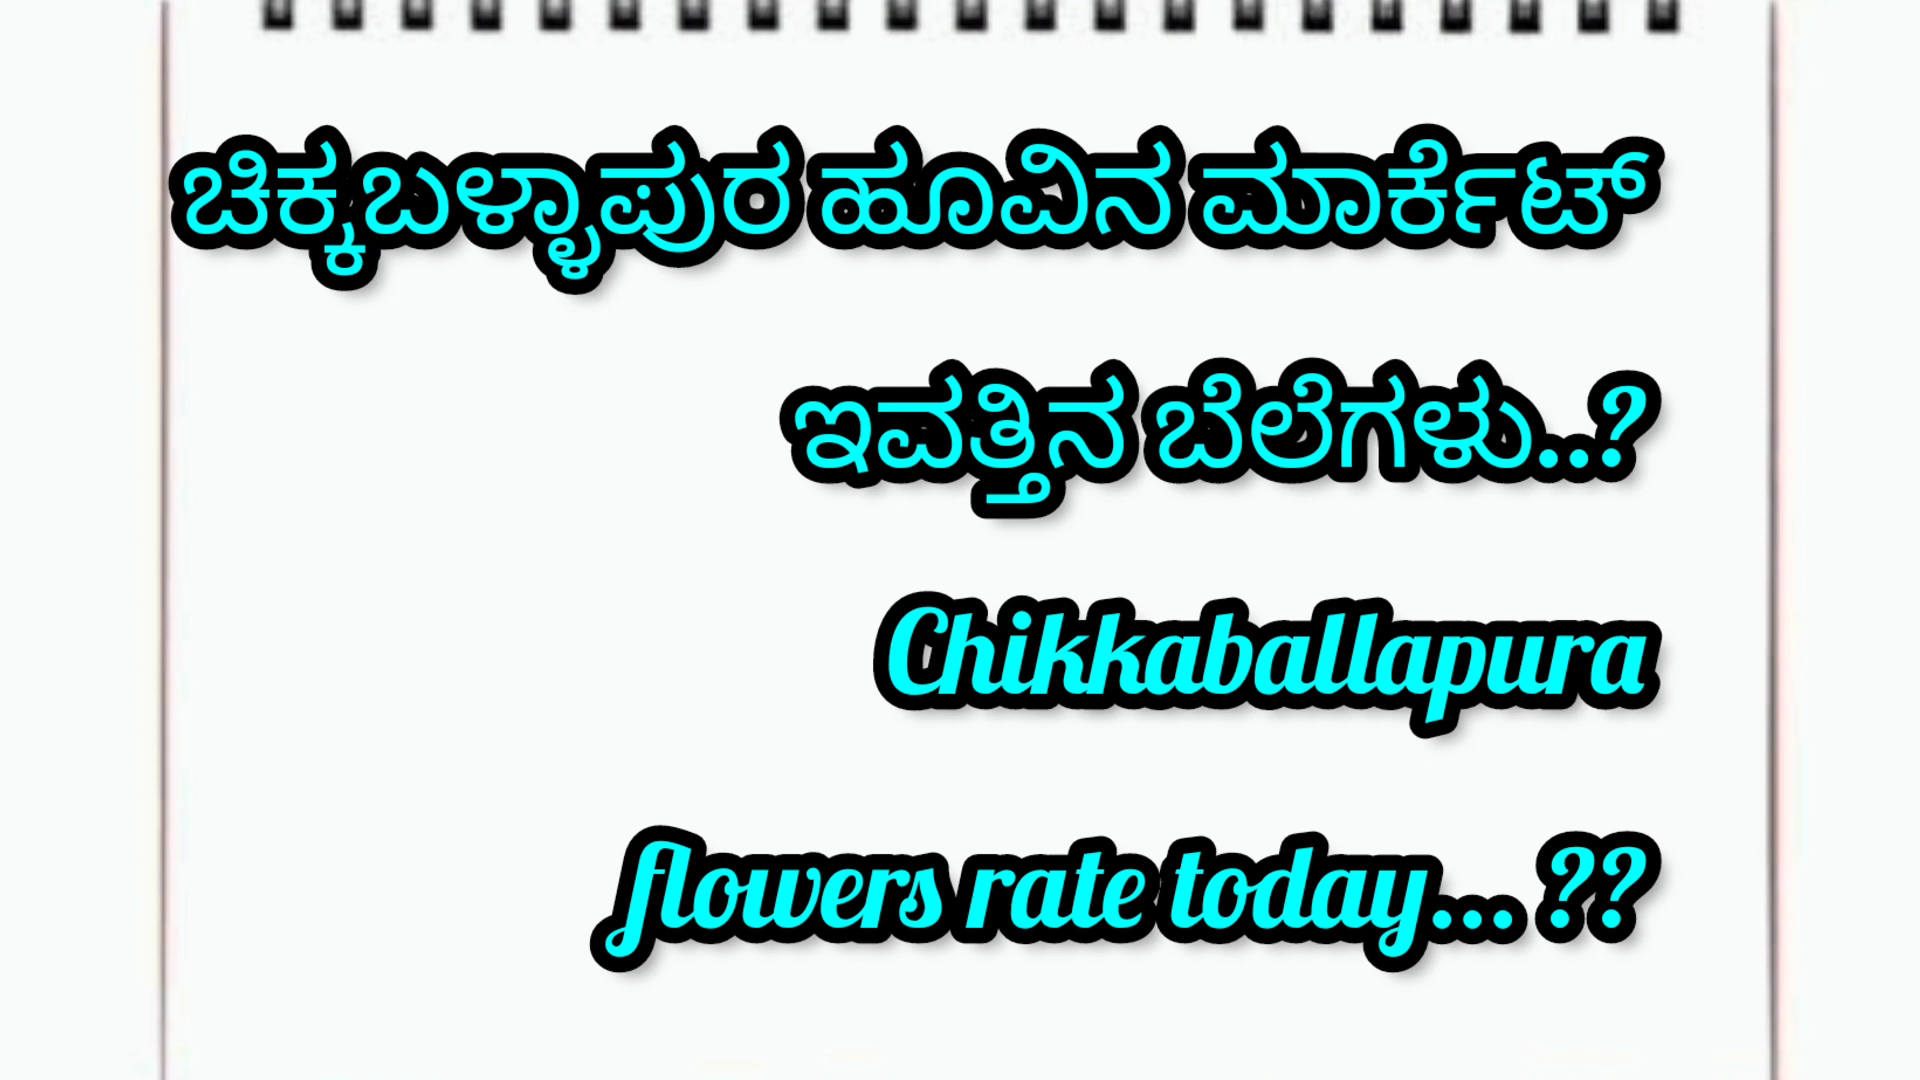 ಚಿಕ್ಕಬಳ್ಳಾಪುರ ಹೂವಿನ ಮಾರ್ಕೆಟ್
ಇವತ್ತಿನ ಬೆಲೆಗಳು..?
Chikkaballapura
flowers rate today... ??